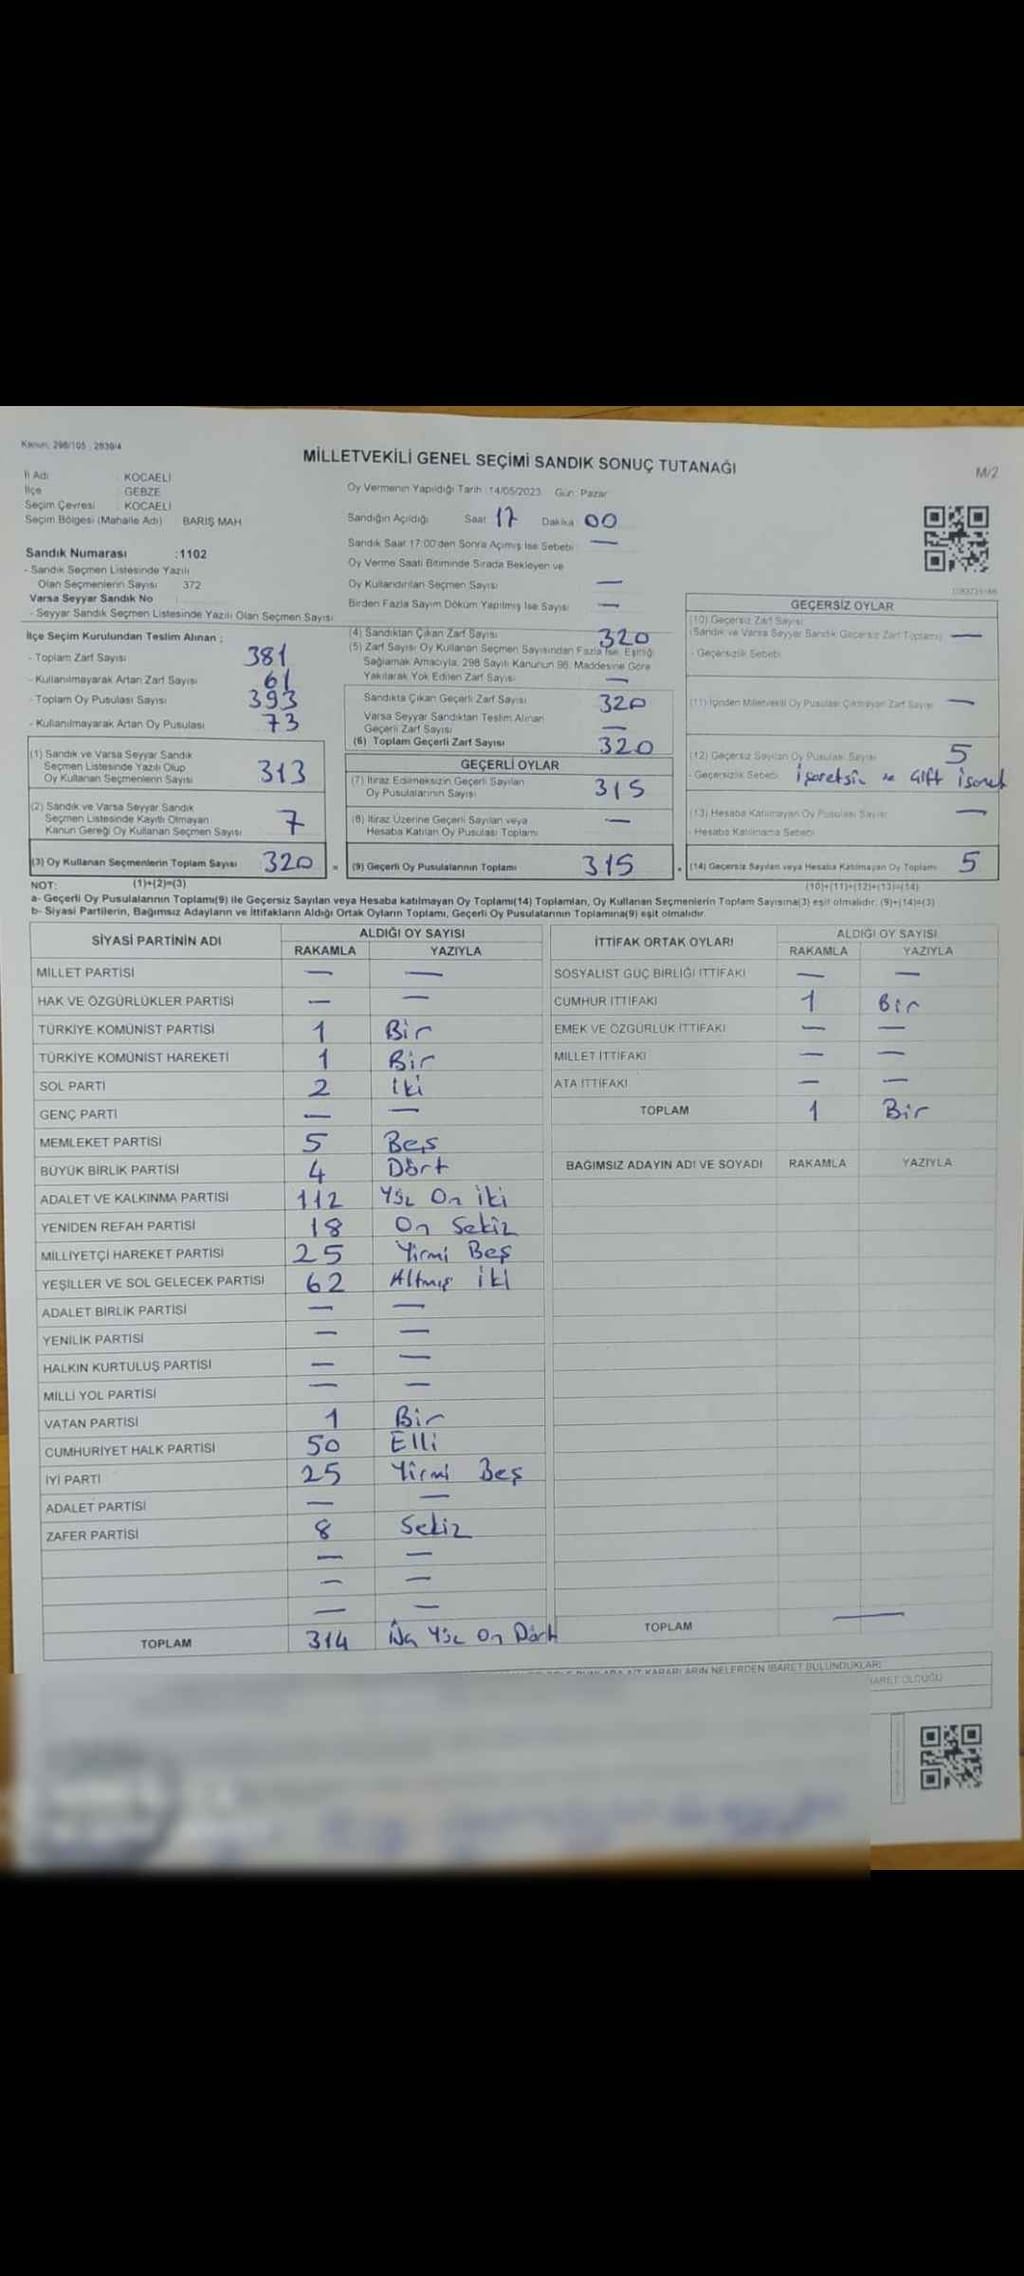 Kanun: 298/105 - 2839/4
MİLLETVEKİLİ GENEL SEÇİMİ SANDIK SONUÇ TUTANAĞI
M/2
İl Adı : KOCAELİ
İlçe : GEBZE
Seçim Çevresi : KOCAELİ
Seçim Bölgesi (Mahalle Adı) BARIŞ MAH
Sandık Numarası :1102
- Sandık Seçmen Listesinde Yazılı
Olan Seçmenlerin Sayısı 372
Varsa Seyyar Sandık No
- Seyyar Sandık Seçmen Listesinde Yazılı Olan Seçmen Sayısı
Oy Vermenin Yapıldığı Tarih : 14/05/2023 Gün: Pazar
Sandığın Açıldığı Saat 17 Dakika 00
Sandık Saat 17:00'den Sonra Açılmış İse Sebebi —
Oy Verme Saati Bitiminde Sırada Bekleyen ve
Oy Kullandırılan Seçmen Sayısı —
Birden Fazla Sayım Döküm Yapılmış İse Sayısı —
İlçe Seçim Kurulundan Teslim Alınan ;
- Toplam Zarf Sayısı 381
- Kullanılmayarak Artan Zarf Sayısı 61
- Toplam Oy Pusulası Sayısı 393
- Kullanılmayarak Artan Oy Pusulası 73
(1) Sandık ve Varsa Seyyar Sandık
Seçmen Listesinde Yazılı Olup
Oy Kullanan Seçmenlerin Sayısı 313
(2) Sandık ve Varsa Seyyar Sandık
Seçmen Listesinde Kayıtlı Olmayan
Kanun Gereği Oy Kullanan Seçmen Sayısı 7
(3) Oy Kullanan Seçmenlerin Toplam Sayısı 320 =
(1)+(2)=(3)
(4) Sandıktan Çıkan Zarf Sayısı 320
(5) Zarf Sayısı Oy Kullanan Seçmen Sayısından Fazla İse, Eşitliği
Sağlamak Amacıyla, 298 Sayılı Kanunun 98. Maddesine Göre
Yakılarak Yok Edilen Zarf Sayısı —
Sandıkta Çıkan Geçerli Zarf Sayısı 320
Varsa Seyyar Sandıktan Teslim Alınan
Geçerli Zarf Sayısı —
(6) Toplam Geçerli Zarf Sayısı 320
GEÇERLİ OYLAR
(7) İtiraz Edilmeksizin Geçerli Sayılan
Oy Pusulalarının Sayısı 315
(8) İtiraz Üzerine Geçerli Sayılan veya
Hesaba Katılan Oy Pusulası Toplamı —
(9) Geçerli Oy Pusulalarının Toplamı 315 +
GEÇERSİZ OYLAR
(10) Geçersiz Zarf Sayısı
(Sandık ve Varsa Seyyar Sandık Geçersiz Zarf Toplamı) —
- Geçersizlik Sebebi
(11) İçinden Milletvekili Oy Pusulası Çıkmayan Zarf Sayısı —
(12) Geçersiz Sayılan Oy Pusulası Sayısı 5
- Geçersizlik Sebebi işaretsiz ve çift işaret
(13) Hesaba Katılmayan Oy Pusulası Sayısı —
- Hesaba Katılmama Sebebi
(14) Geçersiz Sayılan veya Hesaba Katılmayan Oy Toplamı 5
(10)+(11)+(12)+(13)=(14)
NOT:
a- Geçerli Oy Pusulalarının Toplamı(9) ile Geçersiz Sayılan veya Hesaba katılmayan Oy Toplamı(14) Toplamları, Oy Kullanan Seçmenlerin Toplam Sayısına(3) eşit olmalıdır. (9)+(14)=(3)
b- Siyasi Partilerin, Bağımsız Adayların ve İttifakların Aldığı Ortak Oyların Toplamı, Geçerli Oy Pusulalarının Toplamına(9) eşit olmalıdır.
SİYASİ PARTİNİN ADI ALDIĞI OY SAYISI
RAKAMLA YAZIYLA
MİLLET PARTİSİ — —
HAK VE ÖZGÜRLÜKLER PARTİSİ — —
TÜRKİYE KOMÜNİST PARTİSİ 1 Bir
TÜRKİYE KOMÜNİST HAREKETİ 1 Bir
SOL PARTİ 2 İki
GENÇ PARTİ — —
MEMLEKET PARTİSİ 5 Beş
BÜYÜK BİRLİK PARTİSİ 4 Dört
ADALET VE KALKINMA PARTİSİ 112 Yüz On iki
YENİDEN REFAH PARTİSİ 18 On Sekiz
MİLLİYETÇİ HAREKET PARTİSİ 25 Yirmi Beş
YEŞİLLER VE SOL GELECEK PARTİSİ 62 Altmış iki
ADALET BİRLİK PARTİSİ — —
YENİLİK PARTİSİ — —
HALKIN KURTULUŞ PARTİSİ — —
MİLLİ YOL PARTİSİ — —
VATAN PARTİSİ 1 Bir
CUMHURİYET HALK PARTİSİ 50 Elli
İYİ PARTİ 25 Yirmi Beş
ADALET PARTİSİ — —
ZAFER PARTİSİ 8 Sekiz
— —
— —
— —
TOPLAM 314 Üç Yüz On Dört
İTTİFAK ORTAK OYLARI ALDIĞI OY SAYISI
RAKAMLA YAZIYLA
SOSYALİST GÜÇ BİRLİĞİ İTTİFAKI — —
CUMHUR İTTİFAKI 1 Bir
EMEK VE ÖZGÜRLÜK İTTİFAKI — —
MİLLET İTTİFAKI — —
ATA İTTİFAKI — —
TOPLAM 1 Bir
BAĞIMSIZ ADAYIN ADI VE SOYADI RAKAMLA YAZIYLA
TOPLAM —
KARARLARIN NELERDEN İBARET BULUNDUKLARI
İBARET OLDUĞU